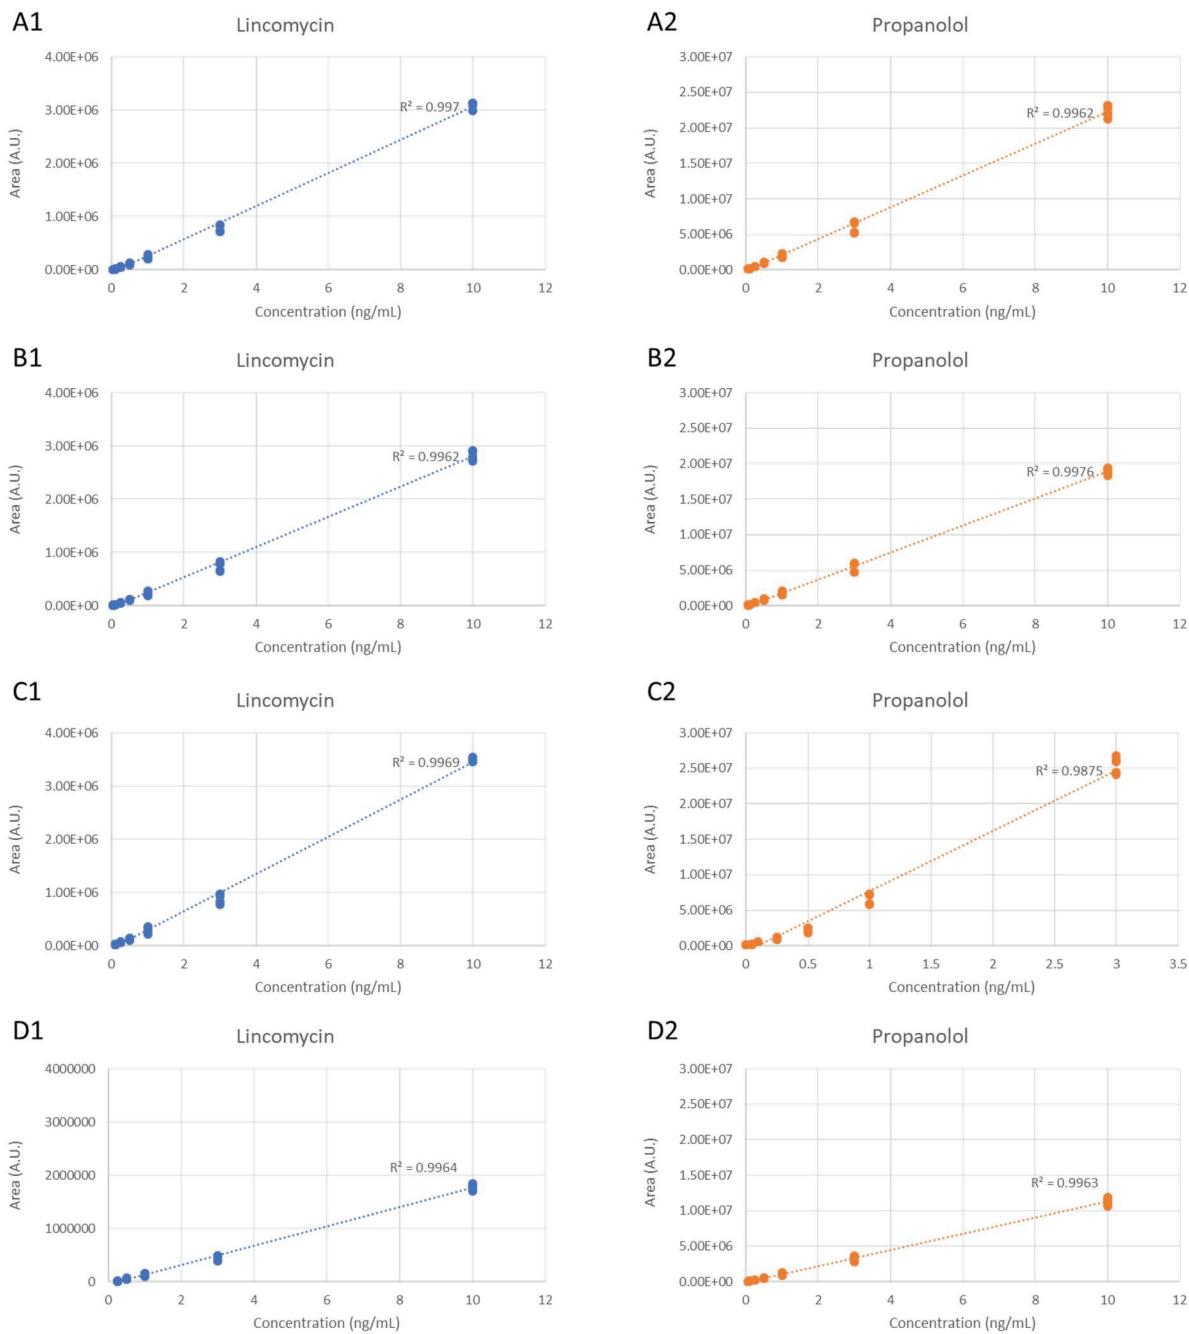 A1
Lincomycin
4.00E+06
3.00E+06
2.00E+06
1.00E+06
0.00E+00
Area (A.U.)
R² = 0.997
0 2 4 6 8 10 12
Concentration (ng/mL)
A2
Propanolol
3.00E+07
2.50E+07
2.00E+07
1.50E+07
1.00E+07
5.00E+06
0.00E+00
Area (A.U.)
R² = 0.9962
0 2 4 6 8 10 12
Concentration (ng/mL)
B1
Lincomycin
4.00E+06
3.00E+06
2.00E+06
1.00E+06
0.00E+00
Area (A.U.)
R² = 0.9962
0 2 4 6 8 10 12
Concentration (ng/mL)
B2
Propanolol
3.00E+07
2.50E+07
2.00E+07
1.50E+07
1.00E+07
5.00E+06
0.00E+00
Area (A.U.)
R² = 0.9976
0 2 4 6 8 10 12
Concentration (ng/mL)
C1
Lincomycin
4.00E+06
3.00E+06
2.00E+06
1.00E+06
0.00E+00
Area (A.U.)
R² = 0.9969
0 2 4 6 8 10 12
Concentration (ng/mL)
C2
Propanolol
3.00E+07
2.50E+07
2.00E+07
1.50E+07
1.00E+07
5.00E+06
0.00E+00
Area (A.U.)
R² = 0.9875
0 0.5 1 1.5 2 2.5 3 3.5
Concentration (ng/mL)
D1
Lincomycin
4000000
3000000
2000000
1000000
0
Area (A.U.)
R² = 0.9964
0 2 4 6 8 10 12
Concentration (ng/mL)
D2
Propanolol
3.00E+07
2.50E+07
2.00E+07
1.50E+07
1.00E+07
5.00E+06
0.00E+00
Area (A.U.)
R² = 0.9963
0 2 4 6 8 10 12
Concentration (ng/mL)